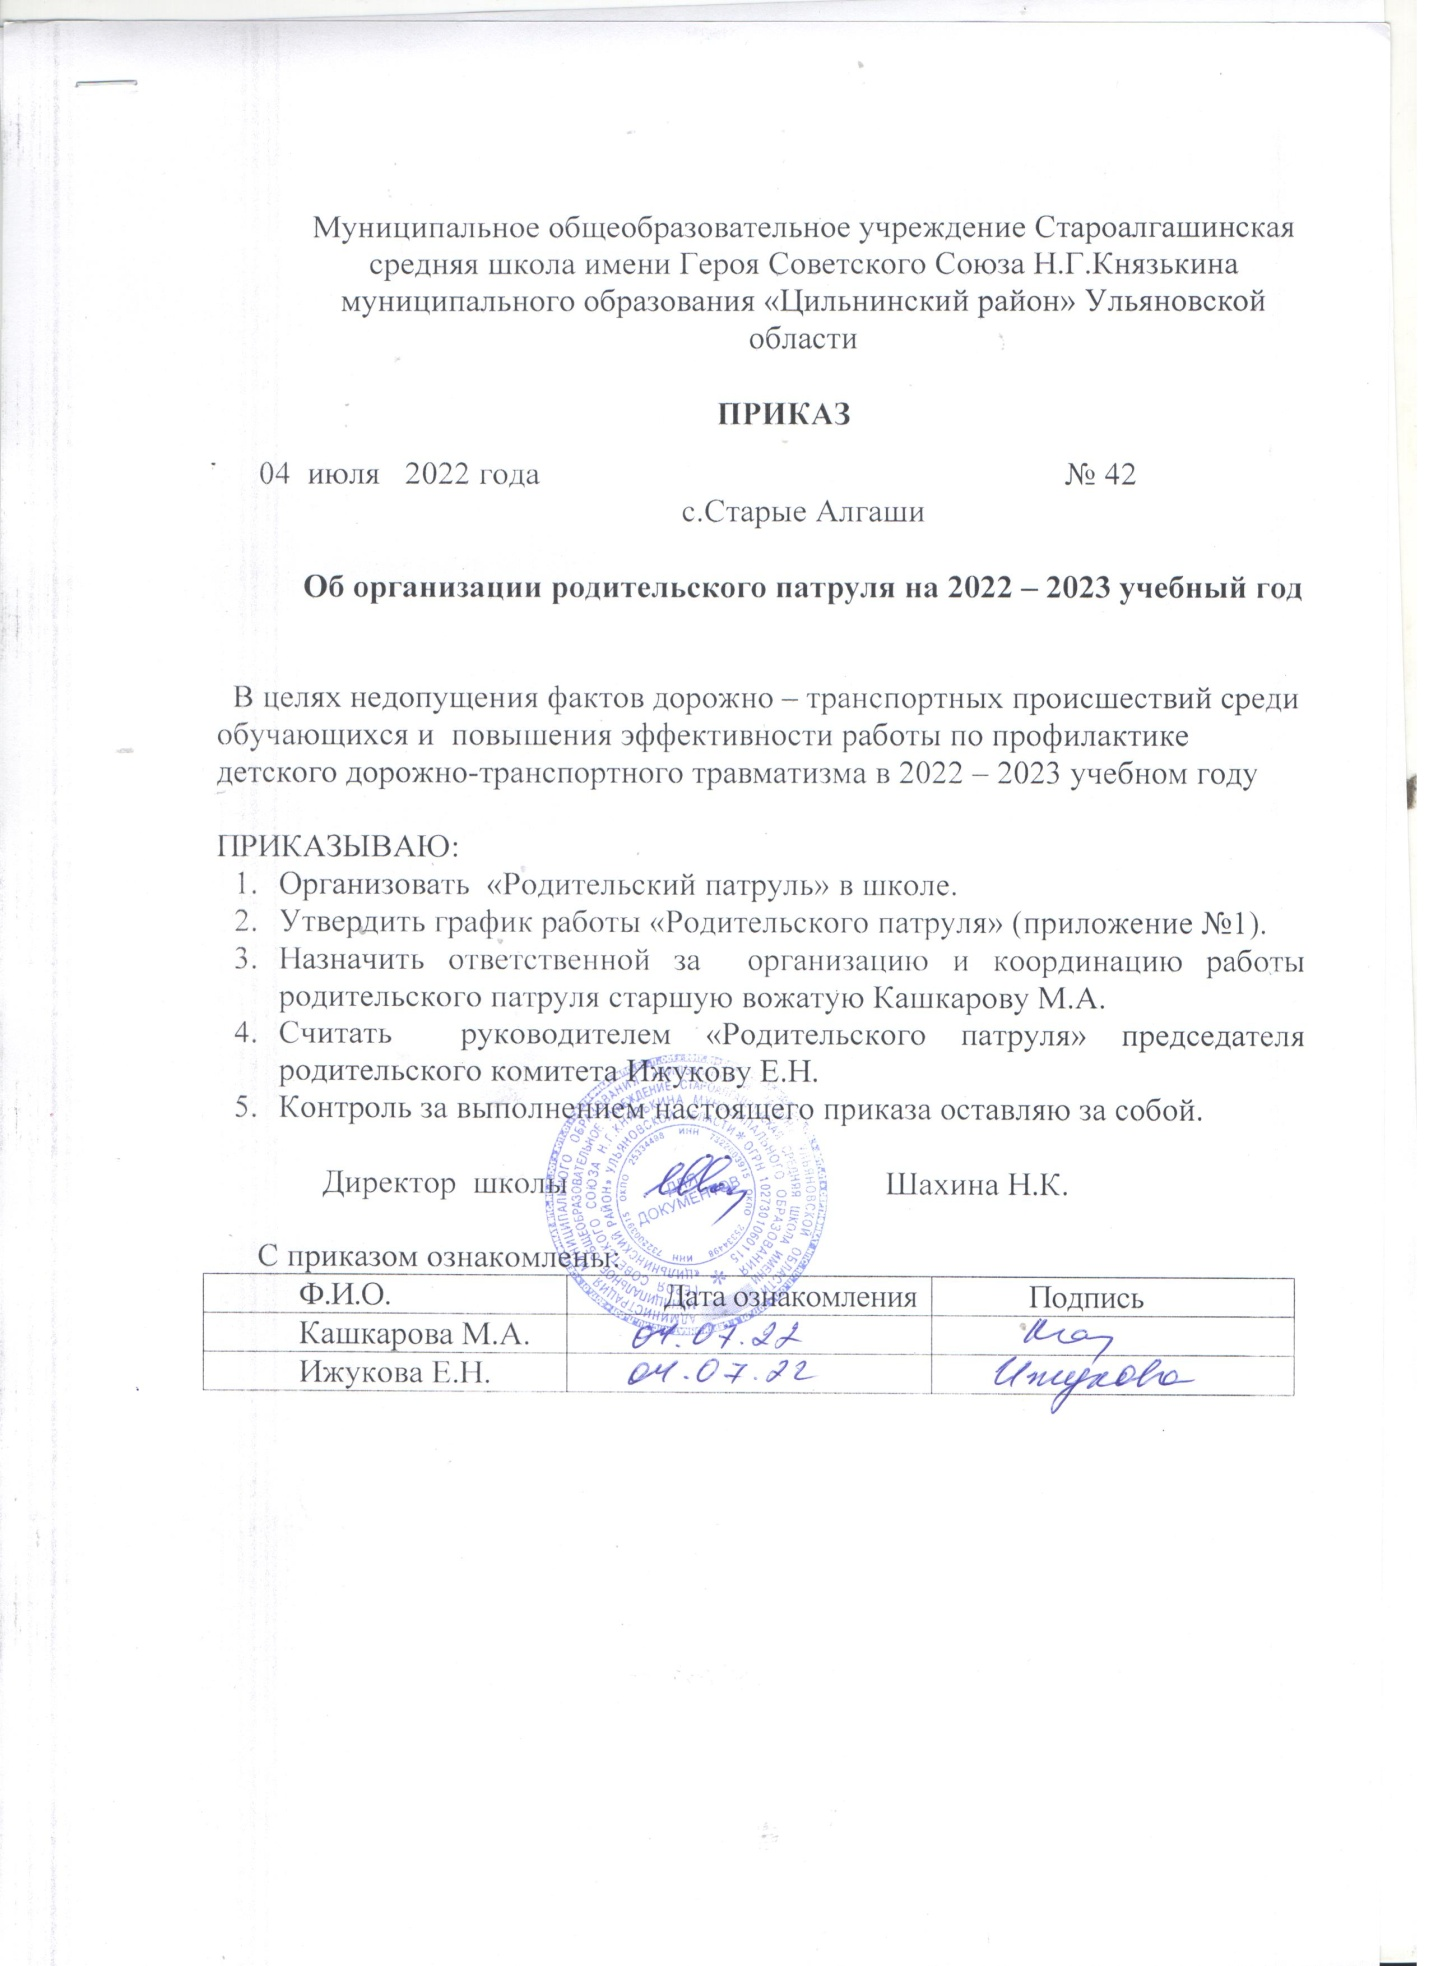 Муниципальное общеобразовательное учреждение Староалгашинская
средняя школа имени Героя Советского Союза Н.Г.Князькина
муниципального образования «Цильнинский район» Ульяновской
области
ПРИКАЗ
04 июля 2022 года № 42
с.Старые Алгаши
Об организации родительского патруля на 2022 – 2023 учебный год
В целях недопущения фактов дорожно – транспортных происшествий среди
обучающихся и повышения эффективности работы по профилактике
детского дорожно-транспортного травматизма в 2022 – 2023 учебном году
ПРИКАЗЫВАЮ:
1. Организовать «Родительский патруль» в школе.
2. Утвердить график работы «Родительского патруля» (приложение №1).
3. Назначить ответственной за организацию и координацию работы
родительского патруля старшую вожатую Кашкарову М.А.
4. Считать руководителем «Родительского патруля» председателя
родительского комитета Ижукову Е.Н.
5. Контроль за выполнением настоящего приказа оставляю за собой.
Директор школы Шахина Н.К.
ДЛЯ
ДОКУМЕНТОВ
С приказом ознакомлены:
Ф.И.О. Дата ознакомления Подпись
Кашкарова М.А. 04.07.22
Ижукова Е.Н. 04.07.22 Ижукова